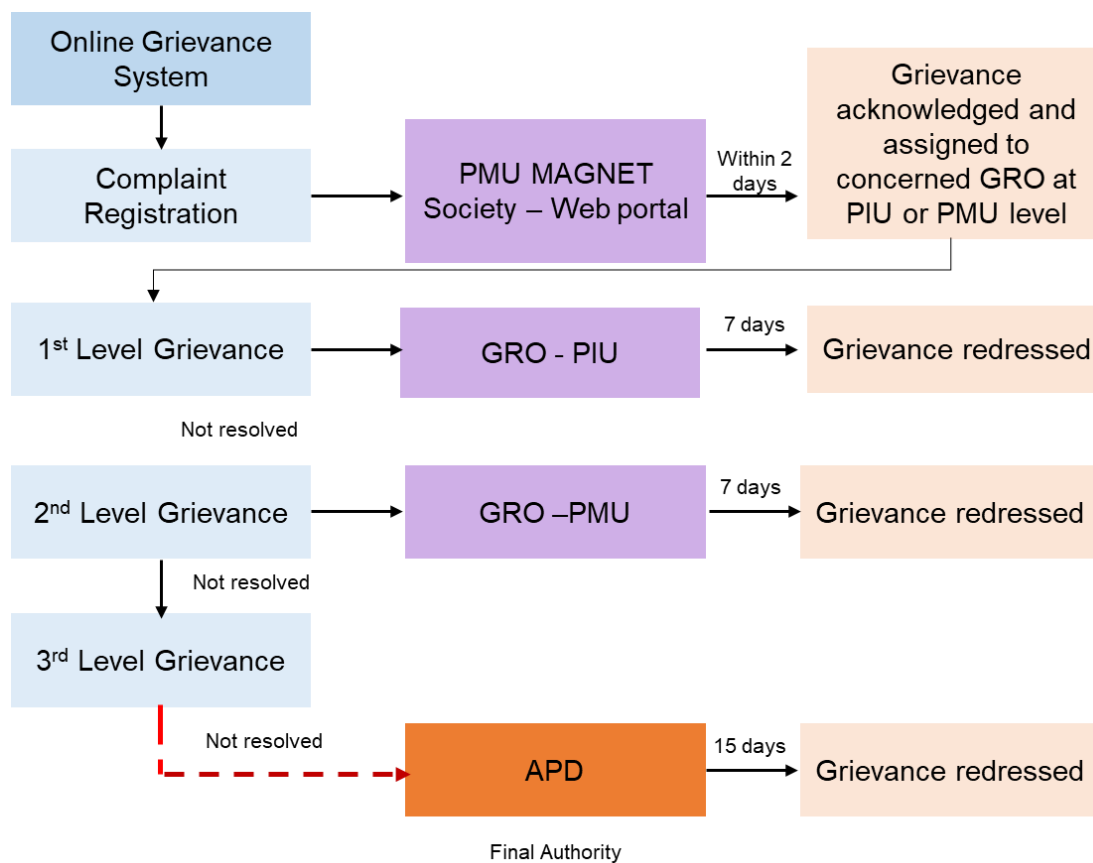 Online Grievance
System
Complaint
Registration
PMU MAGNET
Society – Web portal
Within 2
days
Grievance
acknowledged and
assigned to
concerned GRO at
PIU or PMU level
1st Level Grievance
GRO - PIU
7 days
Grievance redressed
Not resolved
2nd Level Grievance
GRO –PMU
7 days
Grievance redressed
Not resolved
3rd Level Grievance
Not resolved
APD
15 days
Grievance redressed
Final Authority